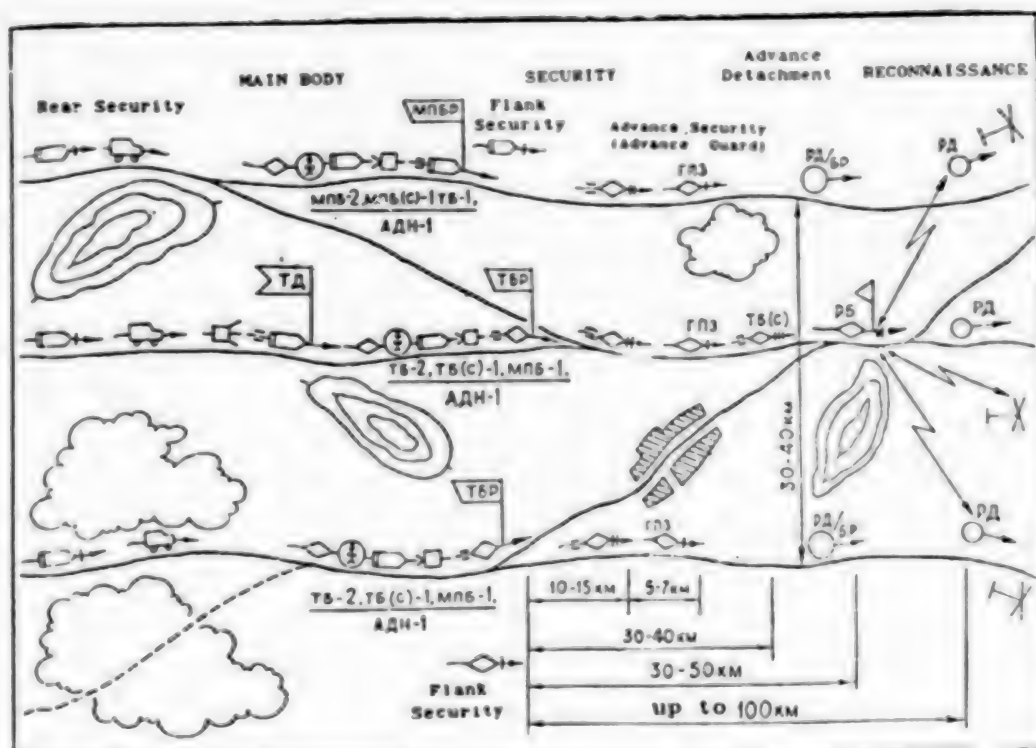 Advance
MAIN BODY SECURITY Detachment RECONNAISSANCE
Rear Security МПБР Flank
Security
Advance Security
(Advance Guard)
ГПЗ РД/БР РД
МПБ-2, МПБ(С)-1 ТБ-1,
АДН-1
ТД ТБР ГПЗ ТБ(С) РБ РД
ТБ-2, ТБ(С)-1, МПБ-1,
АДН-1
30-40км
ТБР ГПЗ РД/БР РД
10-15км 5-7км
ТБ-2, ТБ(С)-1, МПБ-1,
АДН-1
30-40км
30-50км
Flank
Security
up to 100км